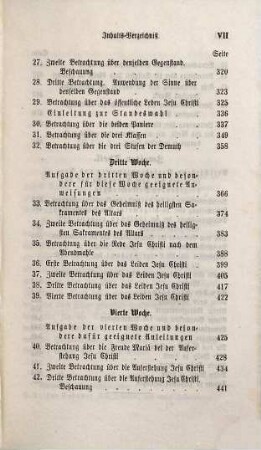 Inhalts-Verzeichniß. VII
Seite
27. Zweite Betrachtung über denselben Gegenstand.
Beschauung . . . . . . . . 320
28. Dritte Betrachtung. Anwendung der Sinne über
denselben Gegenstand . . . . . 323
29. Betrachtung über das öffentliche Leben Jesu Christi 325
Einleitung zur Standeswahl
30. Betrachtung über die beiden Paniere . . . 337
31. Betrachtung über die drei Klassen . . . 349
32. Betrachtung über die drei Stufen der Demuth 358
Dritte Woche.
Aufgabe der dritten Woche und beson-
dere für diese Woche geeignete An-
weisungen . . . . . . . 366
33. Betrachtung über das Geheimniß des heiligsten Sa-
kramentes des Altars . . . . . 374
34. Zweite Betrachtung über das Geheimniß des heilig-
sten Sakramentes des Altars . . . 383
35. Betrachtung über die Rede Jesu Christi nach dem
Abendmahle . . . . . . . 388
36. Erste Betrachtung über das Leiden Jesu Christi 399
37. Zweite Betrachtung über das Leiden Jesu Christi 405
38. Dritte Betrachtung über das Leiden Jesu Christi 417
39. Vierte Betrachtung über das Leiden Jesu Christi 422
Vierte Woche.
Aufgabe der vierten Woche und beson-
dere dafür geeignete Anleitungen . 425
40. Betrachtung über die Freude Mariä bei der Aufer-
stehung Jesu Christi . . . . . 428
41. Zweite Betrachtung über die Auferstehung Jesu Christi 434
42. Dritte Betrachtung über die Auferstehung Jesu Christi.
Beschauung . . . . . . . 441